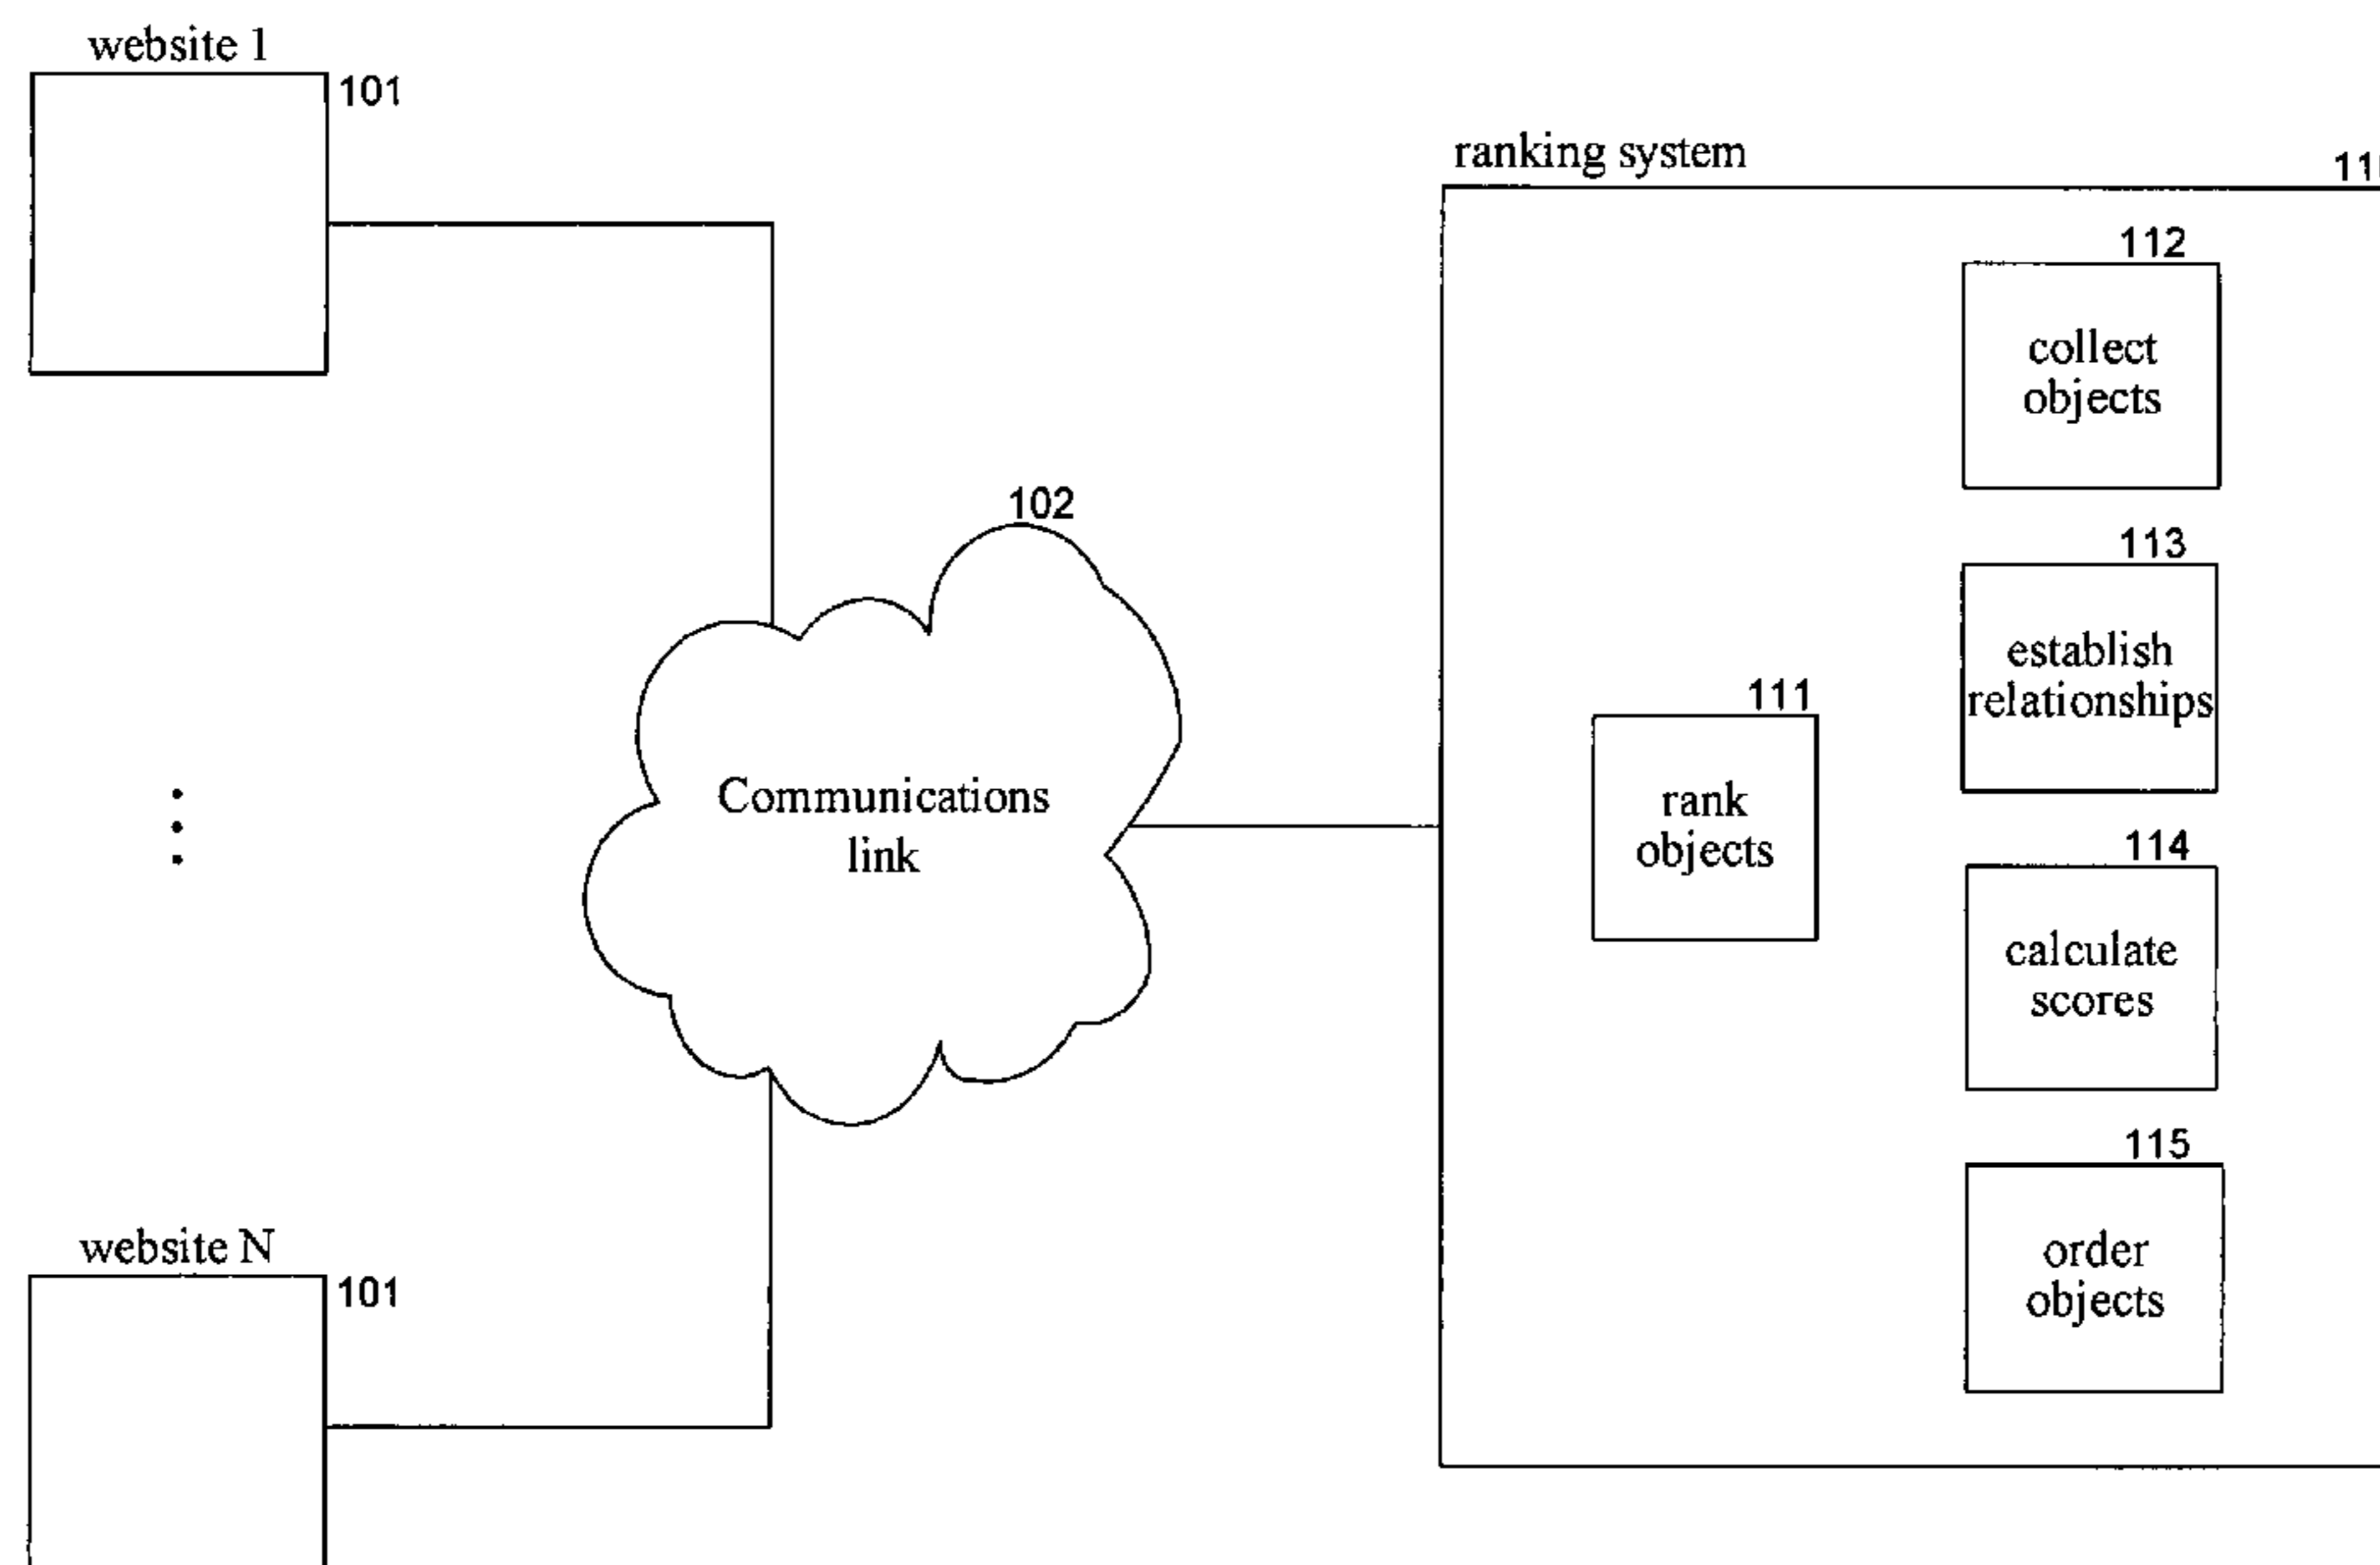 website 1
101
ranking system
112
collect
objects
102
113
establish
relationships
111
rank
objects
Communications
link
114
calculate
scores
115
order
objects
website N
101